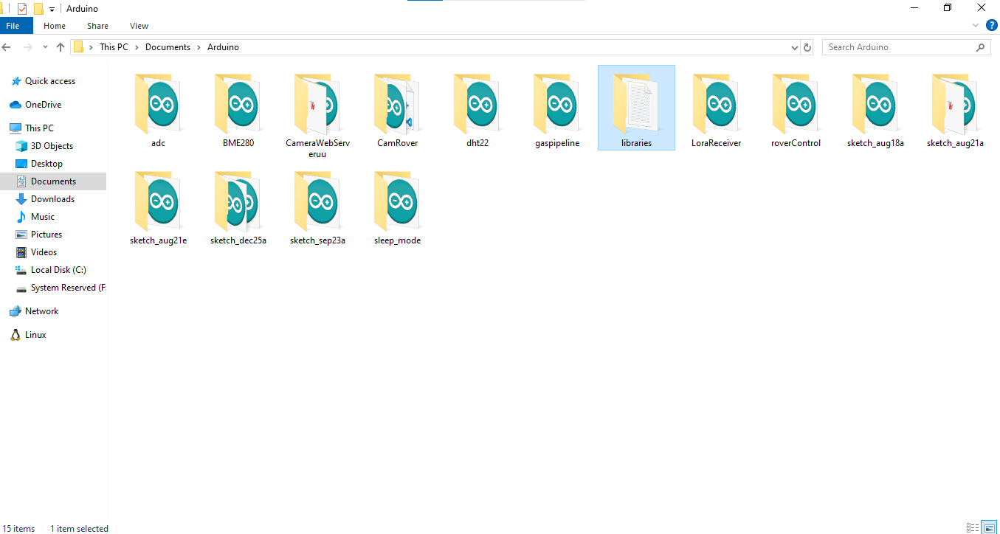 Arduino
File Home Share View
This PC Documents Arduino
Search Arduino
Quick access
OneDrive
This PC
3D Objects
Desktop
Documents
Downloads
Music
Pictures
Videos
Local Disk (C:)
System Reserved (F:
Network
Linux
adc
BME280
CameraWebServ
eruu
CamRover
dht22
gaspipeline
libraries
LoraReceiver
roverControl
sketch_aug18a
sketch_aug21a
sketch_aug21e
sketch_dec25a
sketch_sep23a
sleep_mode
15 items 1 item selected